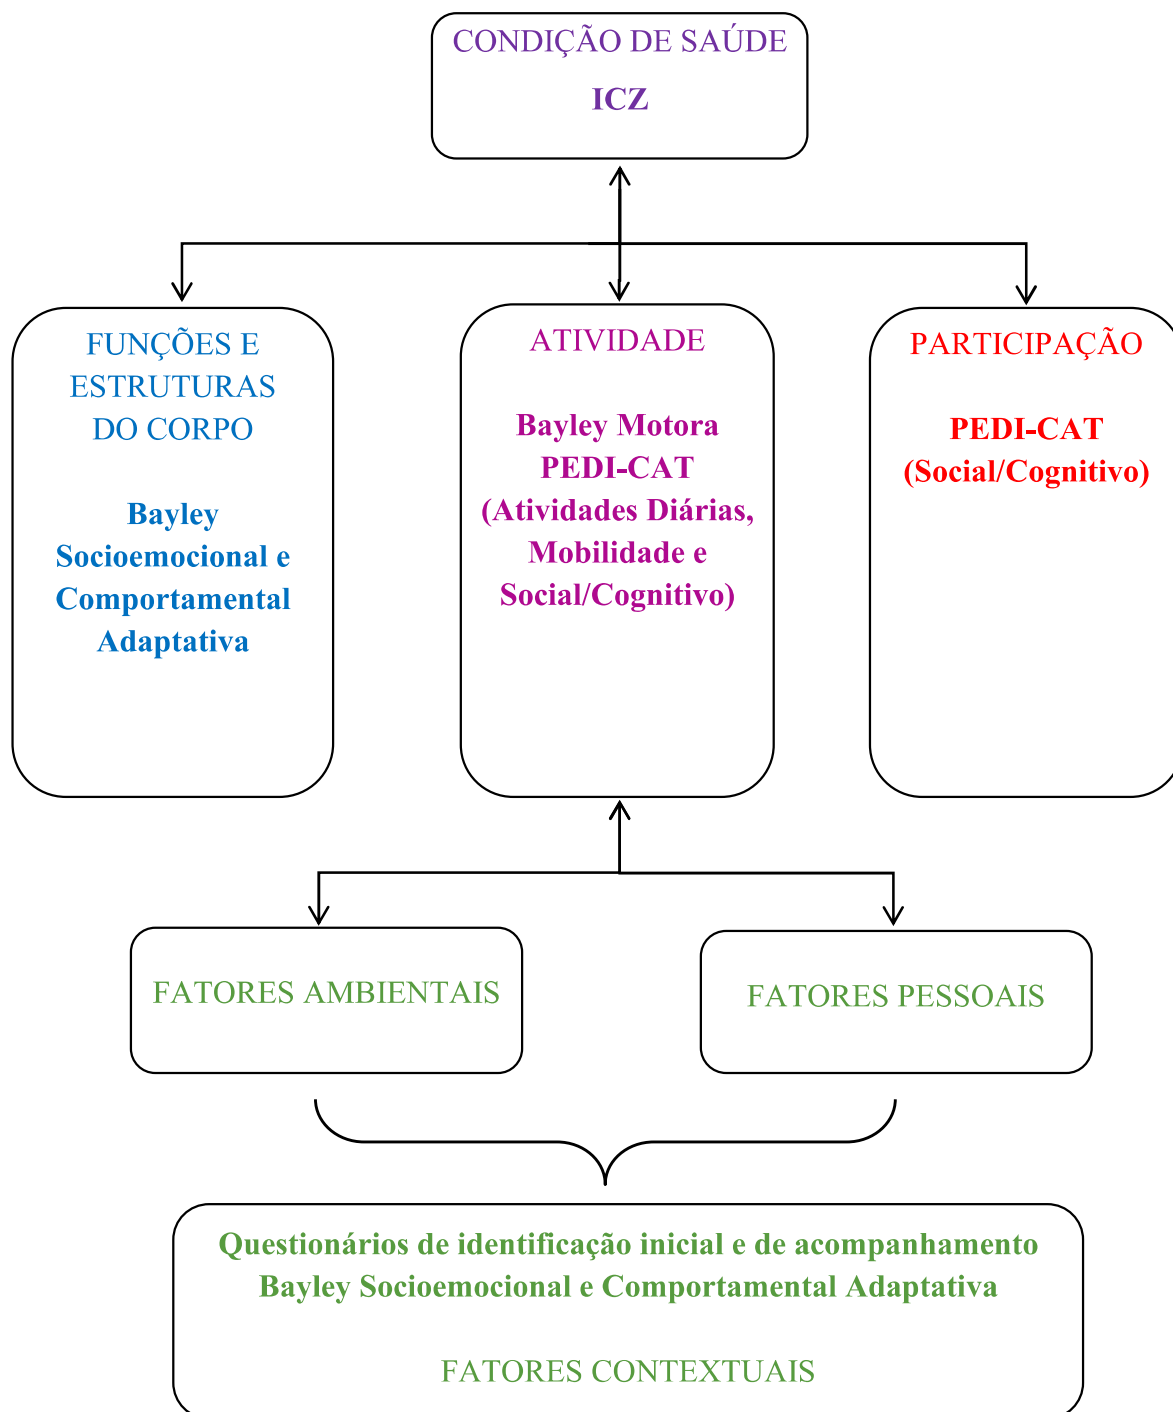 CONDIÇÃO DE SAÚDE
ICZ
FUNÇÕES E
ESTRUTURAS
DO CORPO
Bayley
Socioemocional e
Comportamental
Adaptativa
ATIVIDADE
Bayley Motora
PEDI-CAT
(Atividades Diárias,
Mobilidade e
Social/Cognitivo)
PARTICIPAÇÃO
PEDI-CAT
(Social/Cognitivo)
FATORES AMBIENTAIS
FATORES PESSOAIS
Questionários de identificação inicial e de acompanhamento
Bayley Socioemocional e Comportamental Adaptativa
FATORES CONTEXTUAIS